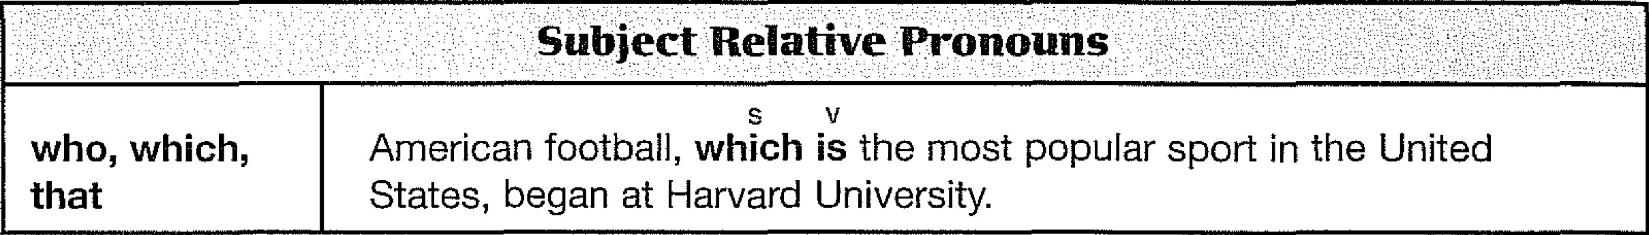 Subject Relative Pronouns
who, which,
that
s v
American football, which is the most popular sport in the United
States, began at Harvard University.